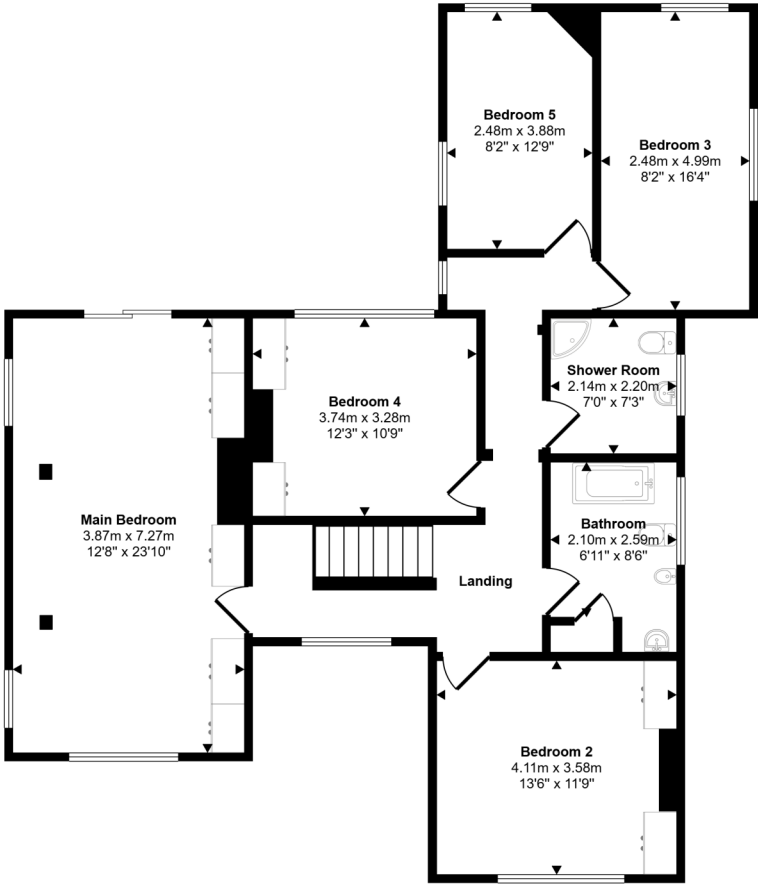 Bedroom 5
2.48m x 3.88m
8'2" x 12'9"
Bedroom 3
2.48m x 4.99m
8'2" x 16'4"
Shower Room
2.14m x 2.20m
7'0" x 7'3"
Bedroom 4
3.74m x 3.28m
12'3" x 10'9"
Main Bedroom
3.87m x 7.27m
12'8" x 23'10"
Bathroom
2.10m x 2.59m
6'11" x 8'6"
Landing
Bedroom 2
4.11m x 3.58m
13'6" x 11'9"